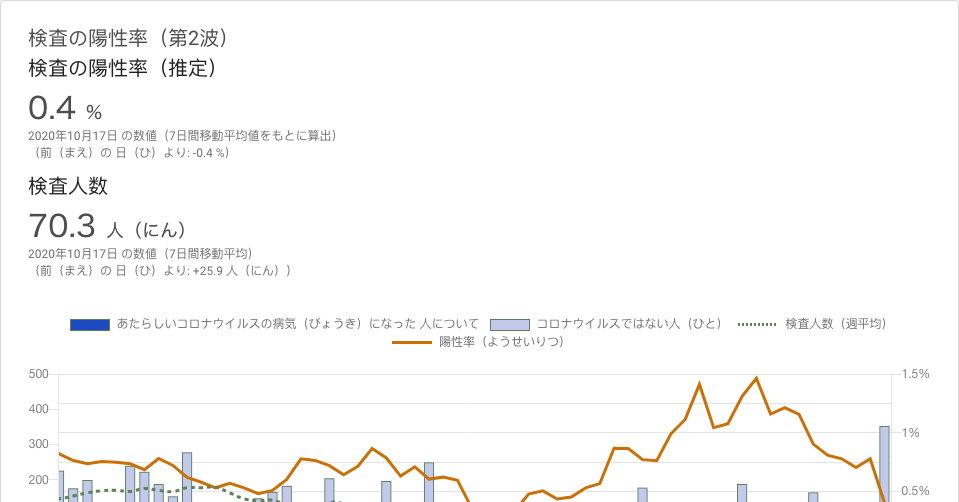 検査の陽性率（第2波）
検査の陽性率（推定）
0.4 %
2020年10月17日 の数値（7日間移動平均値をもとに算出）
（前（まえ）の 日（ひ）より: -0.4 %）
検査人数
70.3 人（にん）
2020年10月17日 の数値（7日間移動平均）
（前（まえ）の 日（ひ）より: +25.9 人（にん））
あたらしいコロナウイルスの病気（びょうき）になった 人について コロナウイルスではない人（ひと） 検査人数（週平均）
陽性率（ようせいりつ）
500 1.5%
400
300 1%
200 0.5%